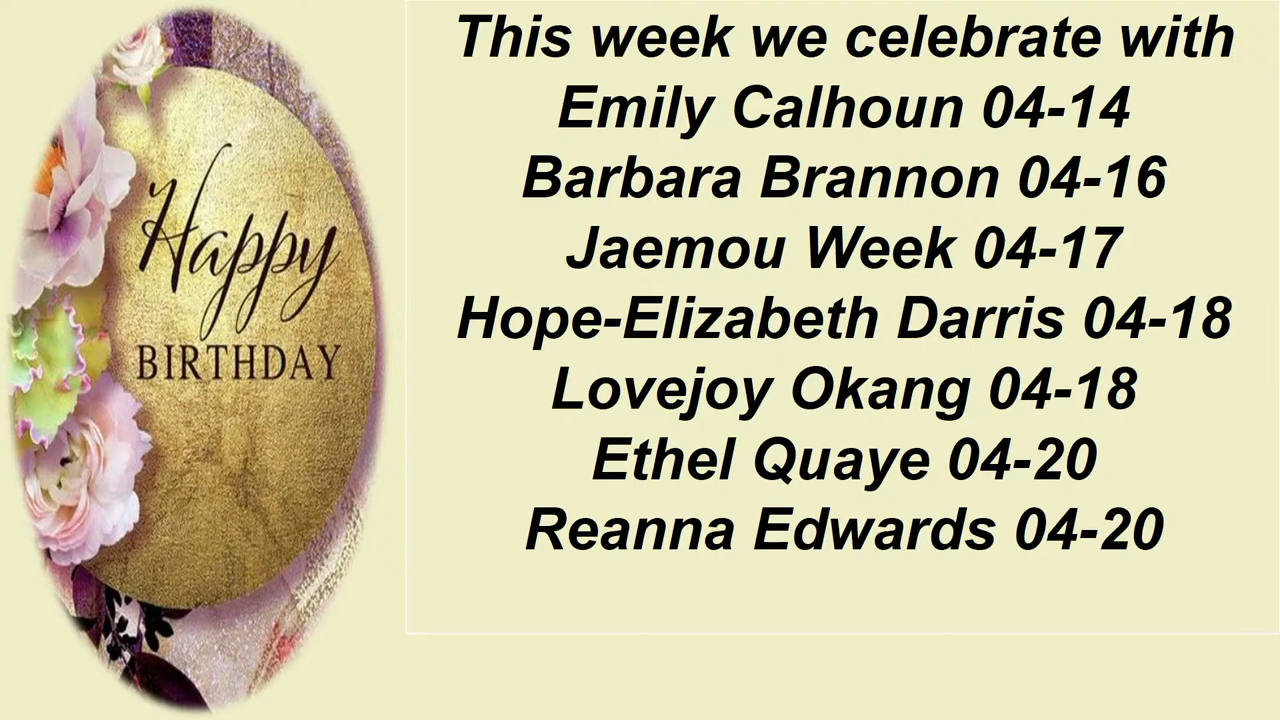 Happy
BIRTHDAY
This week we celebrate with
Emily Calhoun 04-14
Barbara Brannon 04-16
Jaemou Week 04-17
Hope-Elizabeth Darris 04-18
Lovejoy Okang 04-18
Ethel Quaye 04-20
Reanna Edwards 04-20